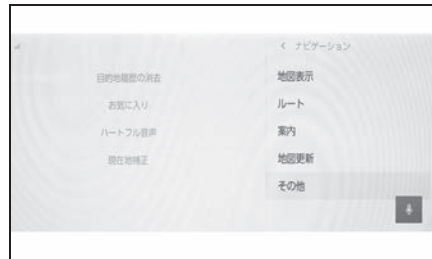 目的地履歴の消去
お気に入り
ハートフル音声
現在地補正
< ナビゲーション
地図表示
ルート
案内
地図更新
その他